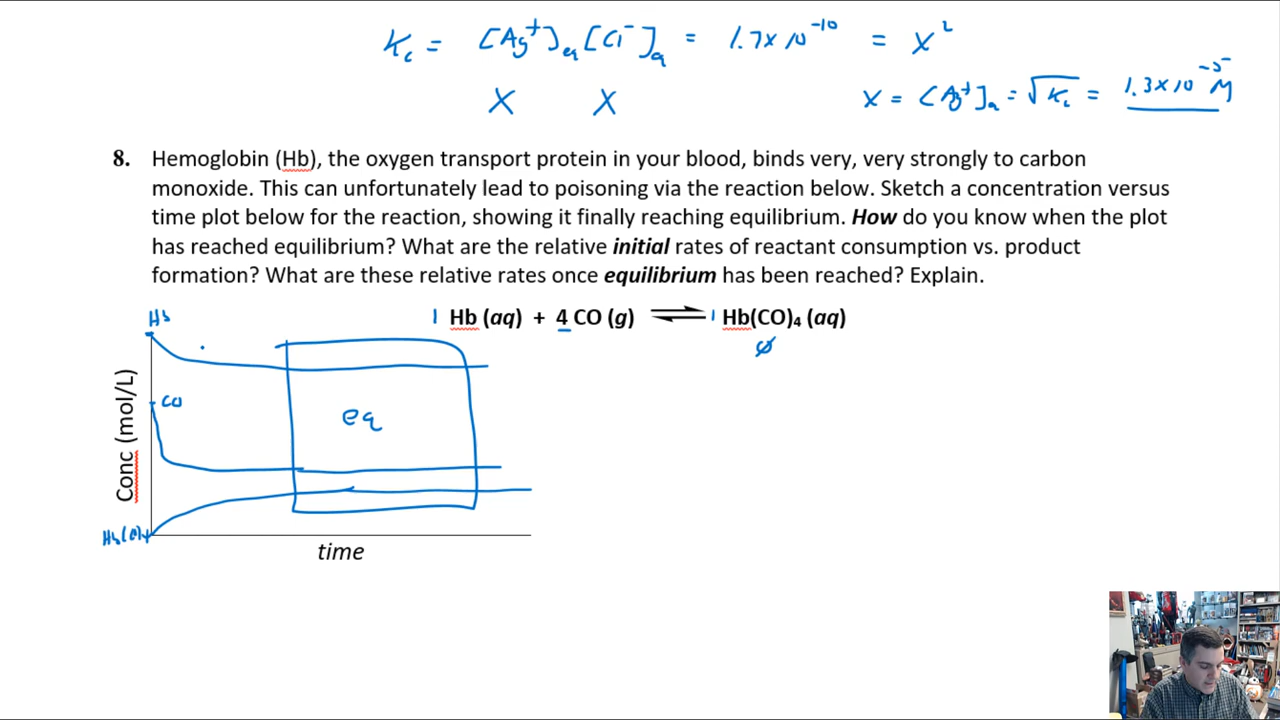 Kc = [Ag+]eq [Cl-]eq = 1.7x10-10 = x2
X X
x = [Ag+]eq = √Kc = 1.3x10-5 M
8. Hemoglobin (Hb), the oxygen transport protein in your blood, binds very, very strongly to carbon
monoxide. This can unfortunately lead to poisoning via the reaction below. Sketch a concentration versus
time plot below for the reaction, showing it finally reaching equilibrium. How do you know when the plot
has reached equilibrium? What are the relative initial rates of reactant consumption vs. product
formation? What are these relative rates once equilibrium has been reached? Explain.
1 Hb (aq) + 4 CO (g) ⇌ 1 Hb(CO)4 (aq)
Ø
Hb
CO
eq
Conc (mol/L)
time